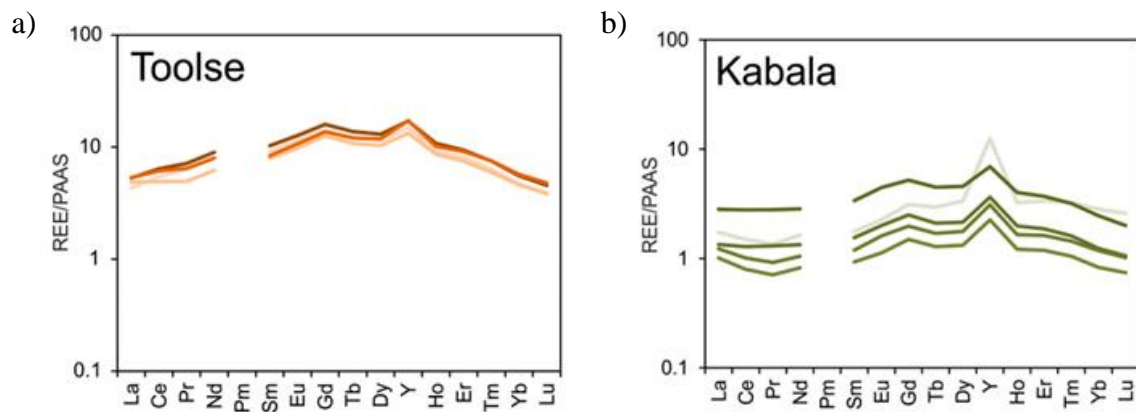 a)
100
Toolse
10
REE/PAAS
1
0.1
La Ce Pr Nd Pm Sm Eu Gd Tb Dy Y Ho Er Tm Yb Lu
b)
100
Kabala
10
REE/PAAS
1
0.1
La Ce Pr Nd Pm Sm Eu Gd Tb Dy Y Ho Er Tm Yb Lu